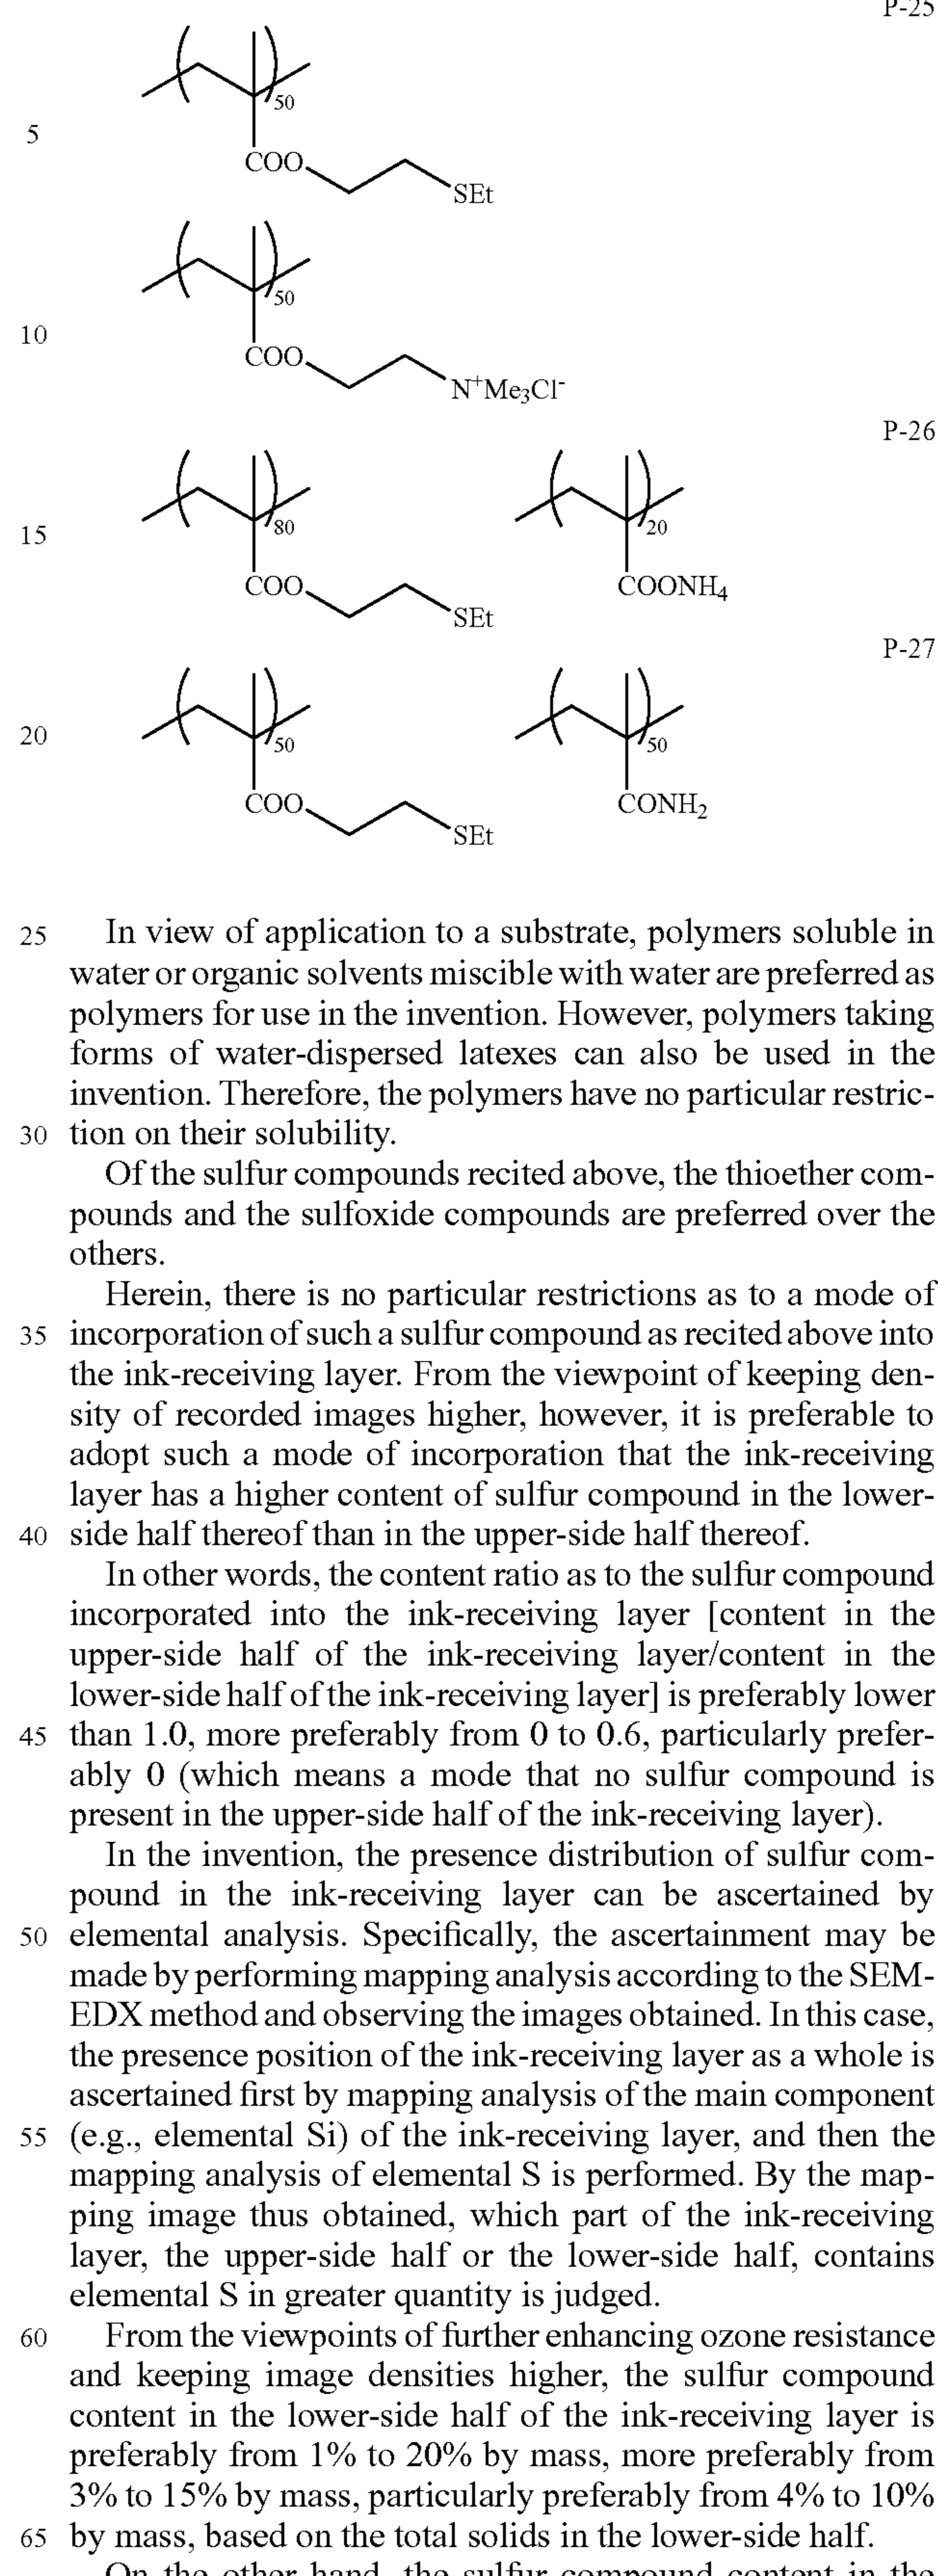 P-25
50
5
COO
SEt
50
10
COO
N⁺Me₃Cl⁻
P-26
80
20
15
COO
SEt
COONH₄
P-27
50
50
20
COO
SEt
CONH₂
25 In view of application to a substrate, polymers soluble in
water or organic solvents miscible with water are preferred as
polymers for use in the invention. However, polymers taking
forms of water-dispersed latexes can also be used in the
invention. Therefore, the polymers have no particular restric-
30 tion on their solubility.
Of the sulfur compounds recited above, the thioether com-
pounds and the sulfoxide compounds are preferred over the
others.
Herein, there is no particular restrictions as to a mode of
35 incorporation of such a sulfur compound as recited above into
the ink-receiving layer. From the viewpoint of keeping den-
sity of recorded images higher, however, it is preferable to
adopt such a mode of incorporation that the ink-receiving
layer has a higher content of sulfur compound in the lower-
40 side half thereof than in the upper-side half thereof.
In other words, the content ratio as to the sulfur compound
incorporated into the ink-receiving layer [content in the
upper-side half of the ink-receiving layer/content in the
lower-side half of the ink-receiving layer] is preferably lower
45 than 1.0, more preferably from 0 to 0.6, particularly prefer-
ably 0 (which means a mode that no sulfur compound is
present in the upper-side half of the ink-receiving layer).
In the invention, the presence distribution of sulfur com-
pound in the ink-receiving layer can be ascertained by
50 elemental analysis. Specifically, the ascertainment may be
made by performing mapping analysis according to the SEM-
EDX method and observing the images obtained. In this case,
the presence position of the ink-receiving layer as a whole is
ascertained first by mapping analysis of the main component
55 (e.g., elemental Si) of the ink-receiving layer, and then the
mapping analysis of elemental S is performed. By the map-
ping image thus obtained, which part of the ink-receiving
layer, the upper-side half or the lower-side half, contains
elemental S in greater quantity is judged.
60 From the viewpoints of further enhancing ozone resistance
and keeping image densities higher, the sulfur compound
content in the lower-side half of the ink-receiving layer is
preferably from 1% to 20% by mass, more preferably from
3% to 15% by mass, particularly preferably from 4% to 10%
65 by mass, based on the total solids in the lower-side half.
On the other hand, the sulfur compound content in the